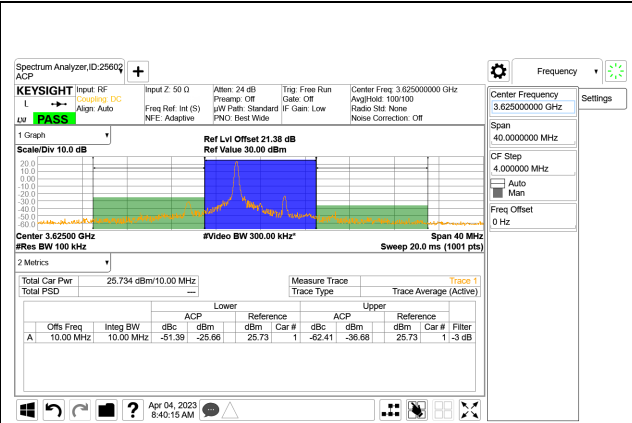 Spectrum Analyzer,ID:25602
ACP
Frequency
KEYSIGHT Input: RF Input Z: 50 Ω Atten: 24 dB Trig: Free Run Center Freq: 3.625000000 GHz
L Coupling: DC Preamp: Off Gate: Off Avg|Hold: 100/100
Align: Auto Freq Ref: Int (S) µW Path: Standard IF Gain: Low Radio Std: None
PASS NFE: Adaptive PNO: Best Wide Noise Correction: Off
Center Frequency
3.625000000 GHz
Settings
Span
40.0000000 MHz
CF Step
4.000000 MHz
Auto
Man
Freq Offset
0 Hz
1 Graph
Ref Lvl Offset 21.38 dB
Scale/Div 10.0 dB Ref Value 30.00 dBm
20.0
10.0
0.00
-10.0
-20.0
-30.0
-40.0
-50.0
-60.0
Center 3.62500 GHz #Video BW 300.00 kHz* Span 40 MHz
#Res BW 100 kHz Sweep 20.0 ms (1001 pts)
2 Metrics
Total Car Pwr 25.734 dBm/10.00 MHz Measure Trace Trace 1
Total PSD --- Trace Type Trace Average (Active)
Lower Upper
ACP Reference ACP Reference
Offs Freq Integ BW dBc dBm dBm Car # dBc dBm dBm Car # Filter
A 10.00 MHz 10.00 MHz -51.39 -25.66 25.73 1 -62.41 -36.68 25.73 1 -3 dB
? Apr 04, 2023
8:40:15 AM